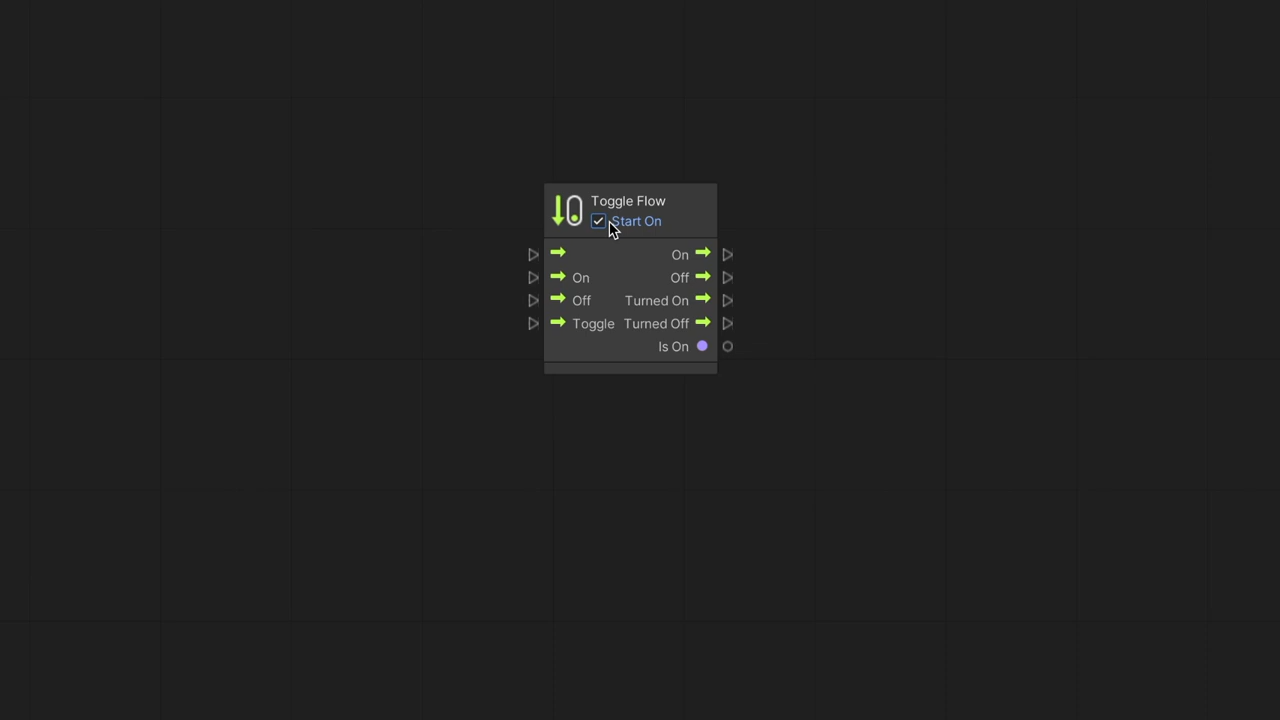 Toggle Flow
Start On
On
On Off
Off Turned On
Toggle Turned Off
Is On